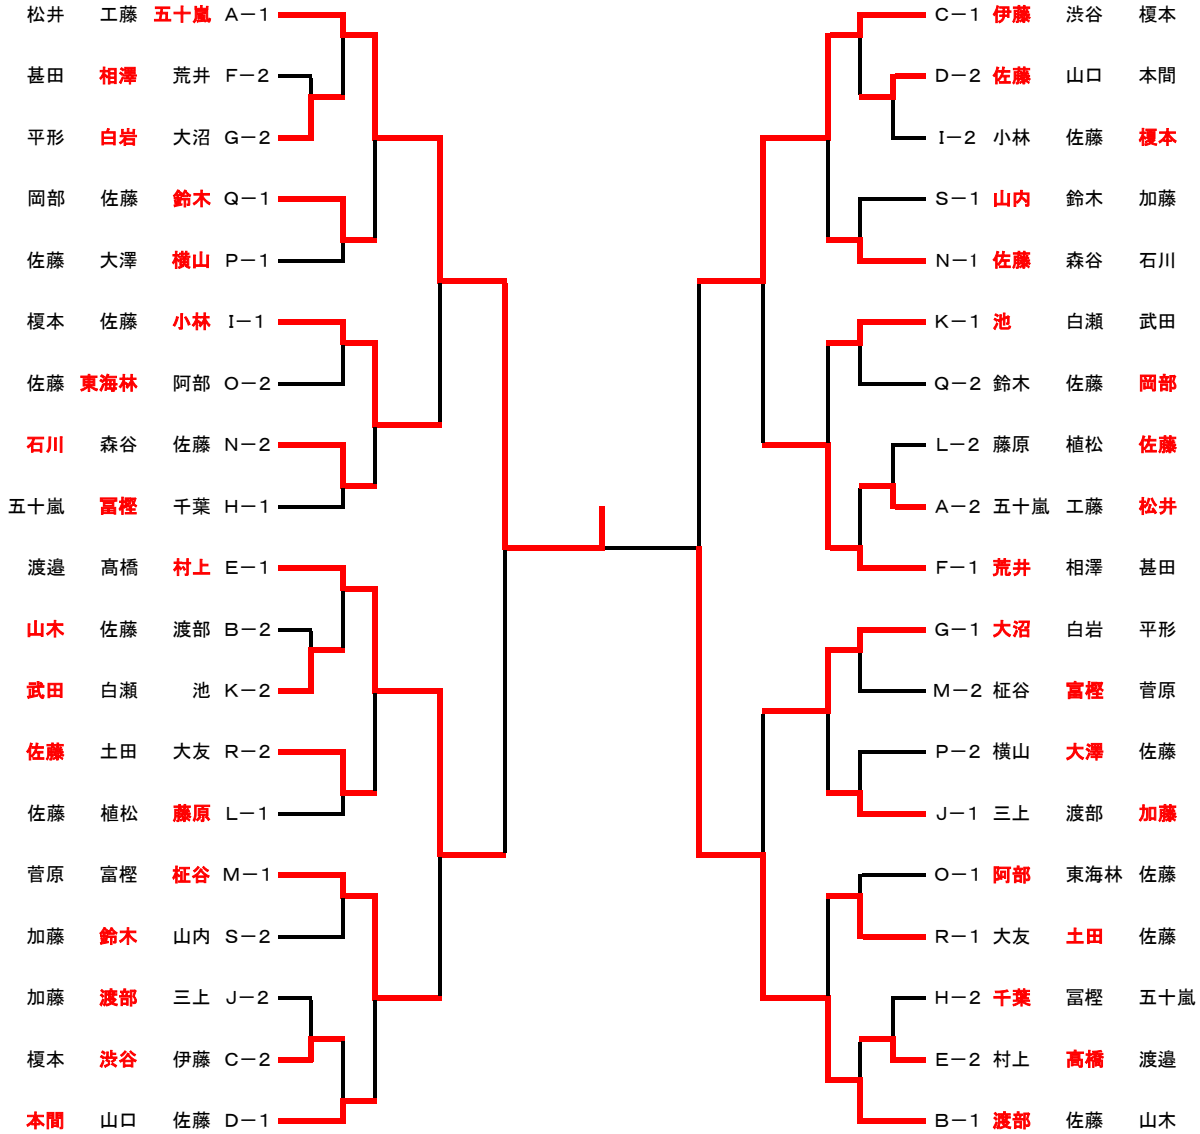 松井 工藤 五十嵐 A-1
甚田 相澤 荒井 F-2
平形 白岩 大沼 G-2
岡部 佐藤 鈴木 Q-1
佐藤 大澤 横山 P-1
榎本 佐藤 小林 I-1
佐藤 東海林 阿部 O-2
石川 森谷 佐藤 N-2
五十嵐 冨樫 千葉 H-1
渡邉 髙橋 村上 E-1
山木 佐藤 渡部 B-2
武田 白瀬 池 K-2
佐藤 土田 大友 R-2
佐藤 植松 藤原 L-1
菅原 富樫 柾谷 M-1
加藤 鈴木 山内 S-2
加藤 渡部 三上 J-2
榎本 渋谷 伊藤 C-2
本間 山口 佐藤 D-1
C-1 伊藤 渋谷 榎本
D-2 佐藤 山口 本間
I-2 小林 佐藤 榎本
S-1 山内 鈴木 加藤
N-1 佐藤 森谷 石川
K-1 池 白瀬 武田
Q-2 鈴木 佐藤 岡部
L-2 藤原 植松 佐藤
A-2 五十嵐 工藤 松井
F-1 荒井 相澤 甚田
G-1 大沼 白岩 平形
M-2 柾谷 富樫 菅原
P-2 横山 大澤 佐藤
J-1 三上 渡部 加藤
O-1 阿部 東海林 佐藤
R-1 大友 土田 佐藤
H-2 千葉 冨樫 五十嵐
E-2 村上 髙橋 渡邉
B-1 渡部 佐藤 山木